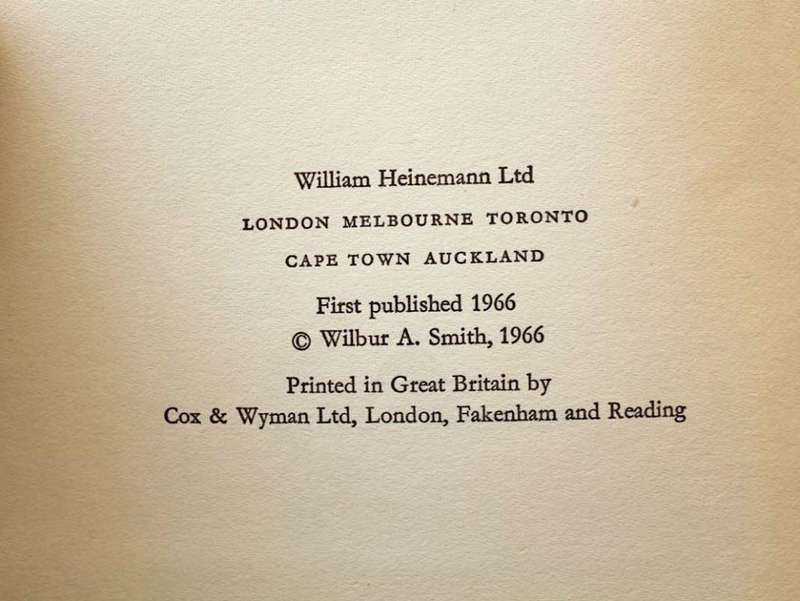 William Heinemann Ltd
LONDON MELBOURNE TORONTO
CAPE TOWN AUCKLAND
First published 1966
© Wilbur A. Smith, 1966
Printed in Great Britain by
Cox & Wyman Ltd, London, Fakenham and Reading